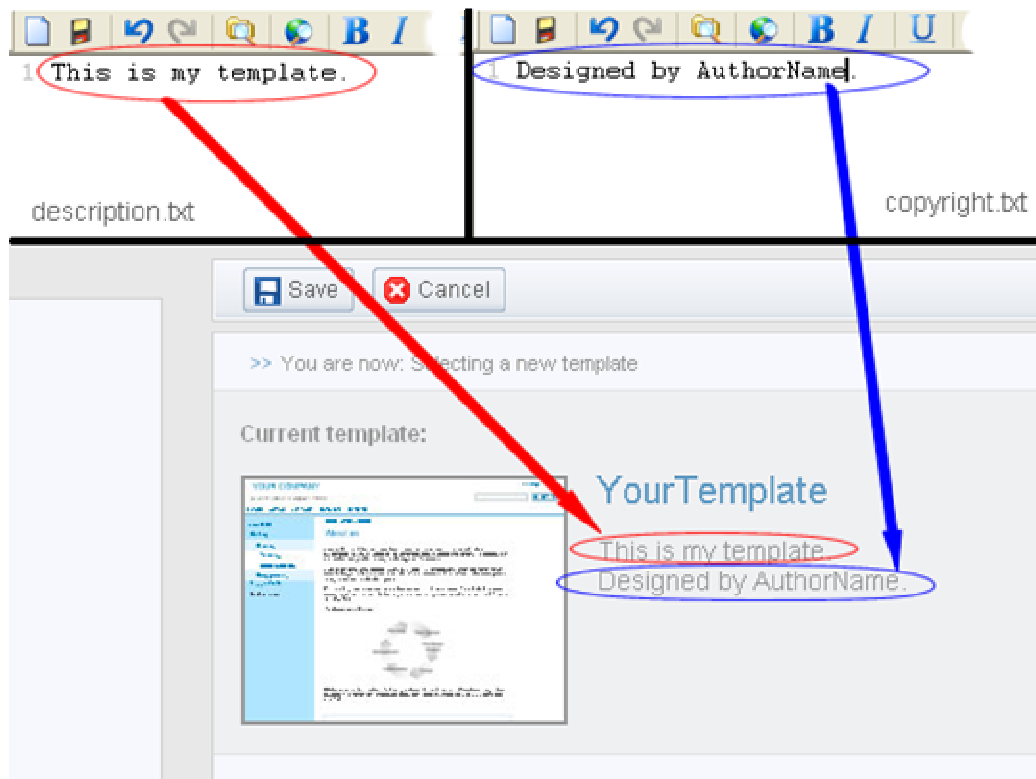 B I
1 This is my template.
description.txt
B I U
1 Designed by AuthorName.
copyright.txt
Save Cancel
>> You are now: Selecting a new template
Current template:
YOUR COMPANY
About us
YourTemplate
This is my template.
Designed by AuthorName.